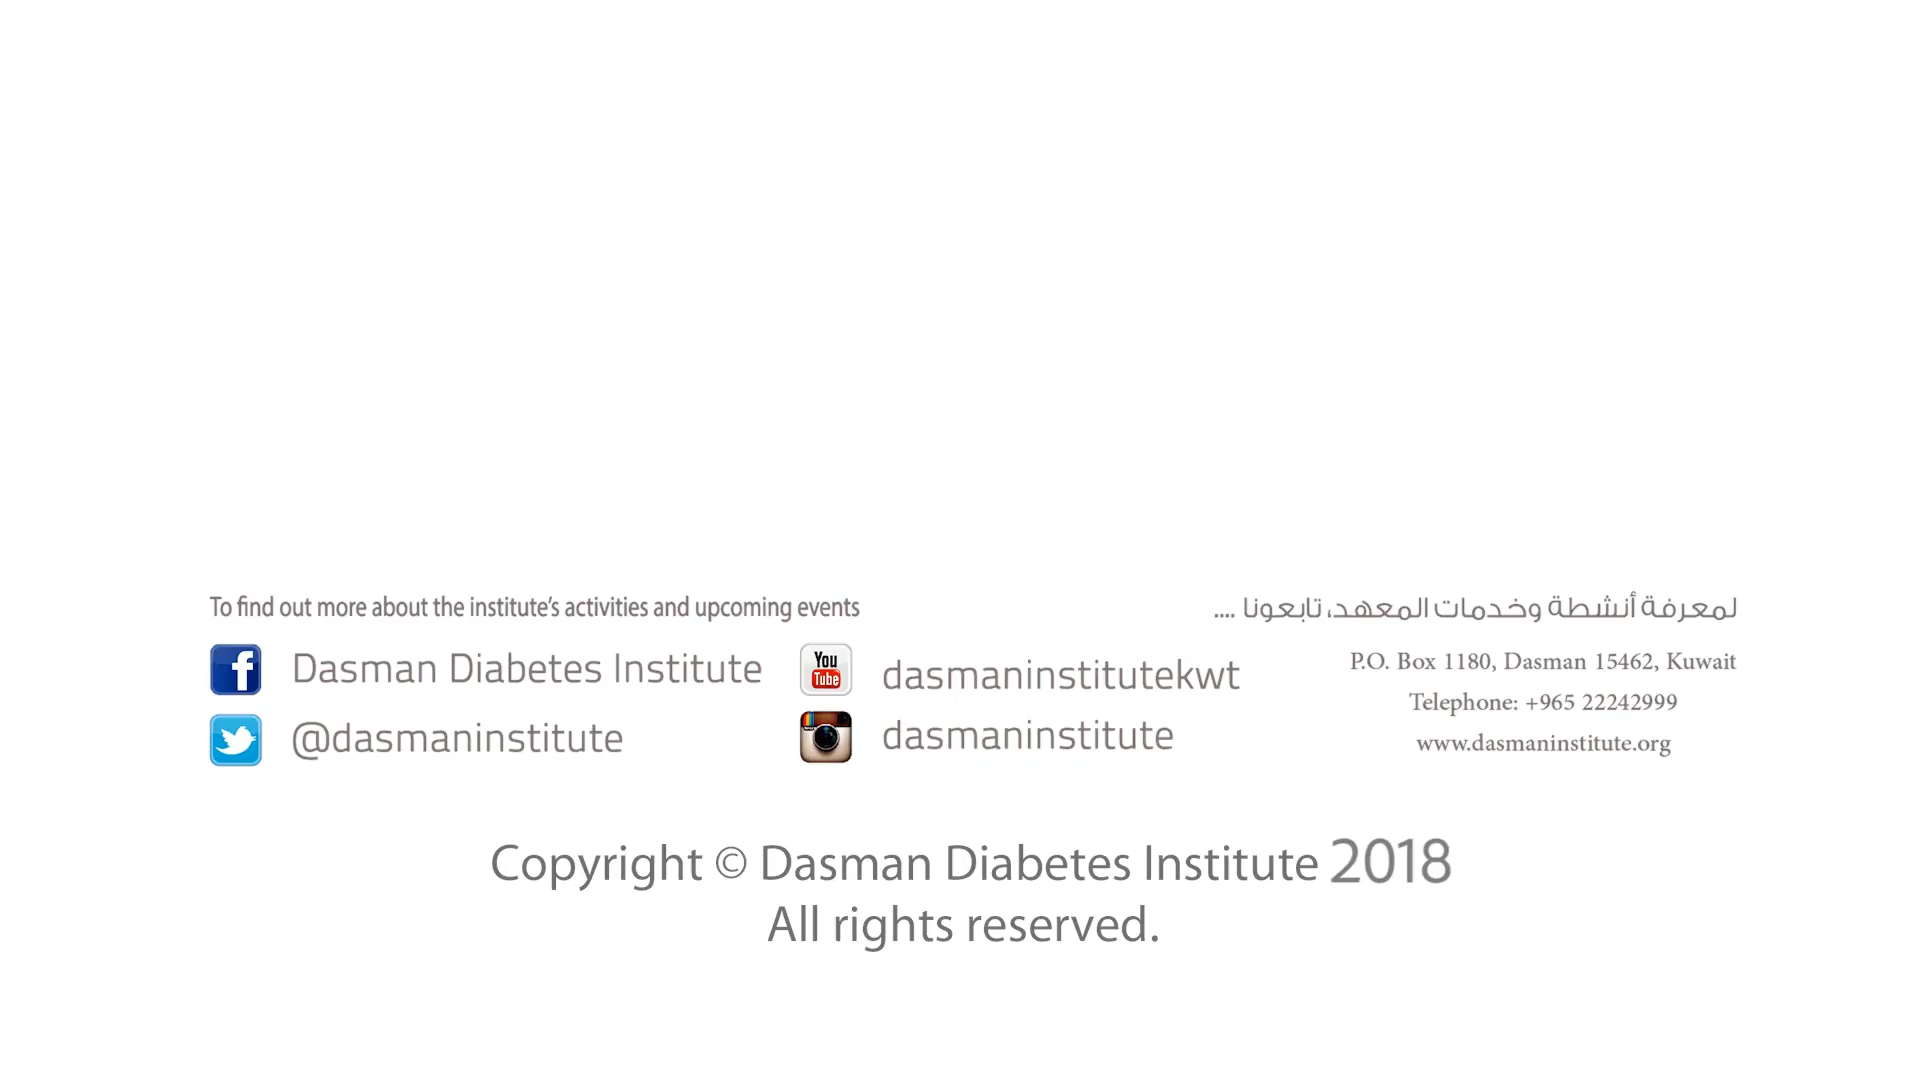 To find out more about the institute's activities and upcoming events
لمعرفة أنشطة وخدمات المعهد، تابعونا ....
Dasman Diabetes Institute
You
Tube
dasmaninstitutekwt
P.O. Box 1180, Dasman 15462, Kuwait
@dasmaninstitute
dasmaninstitute
Telephone: +965 22242999
www.dasmaninstitute.org
Copyright © Dasman Diabetes Institute 2018
All rights reserved.